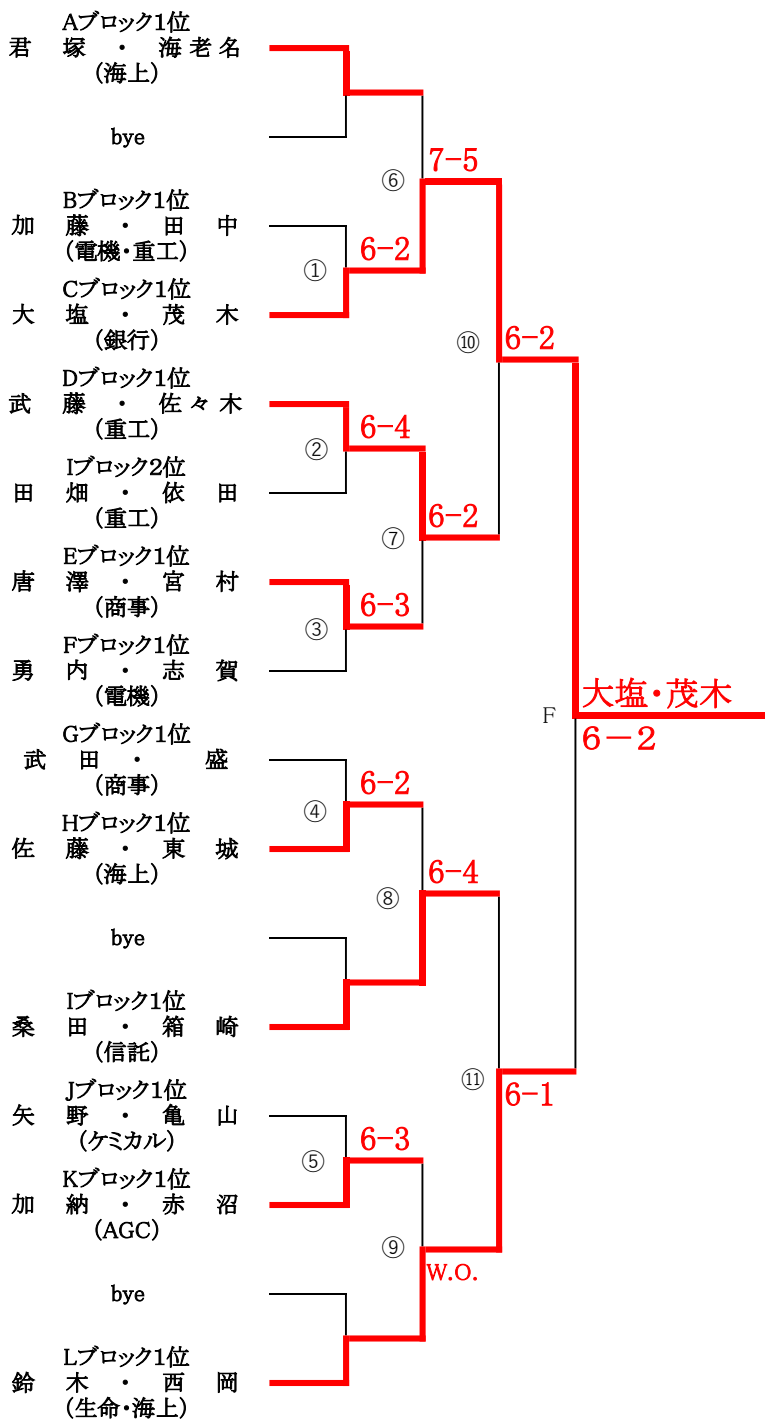 Aブロック1位
君塚・海老名
(海上)
bye
⑥
7-5
Bブロック1位
加藤・田中
(電機・重工)
①
6-2
Cブロック1位
大塩・茂木
(銀行)
⑩
6-2
Dブロック1位
武藤・佐々木
(重工)
②
6-4
Iブロック2位
田畑・依田
(重工)
⑦
6-2
Eブロック1位
唐澤・宮村
(商事)
③
6-3
Fブロック1位
勇内・志賀
(電機)
F
大塩・茂木
6-2
Gブロック1位
武田・盛
(商事)
④
6-2
Hブロック1位
佐藤・東城
(海上)
⑧
6-4
bye
Iブロック1位
桑田・箱崎
(信託)
⑪
6-1
Jブロック1位
矢野・亀山
(ケミカル)
⑤
6-3
Kブロック1位
加納・赤沼
(AGC)
⑨
W.O.
bye
Lブロック1位
鈴木・西岡
(生命・海上)